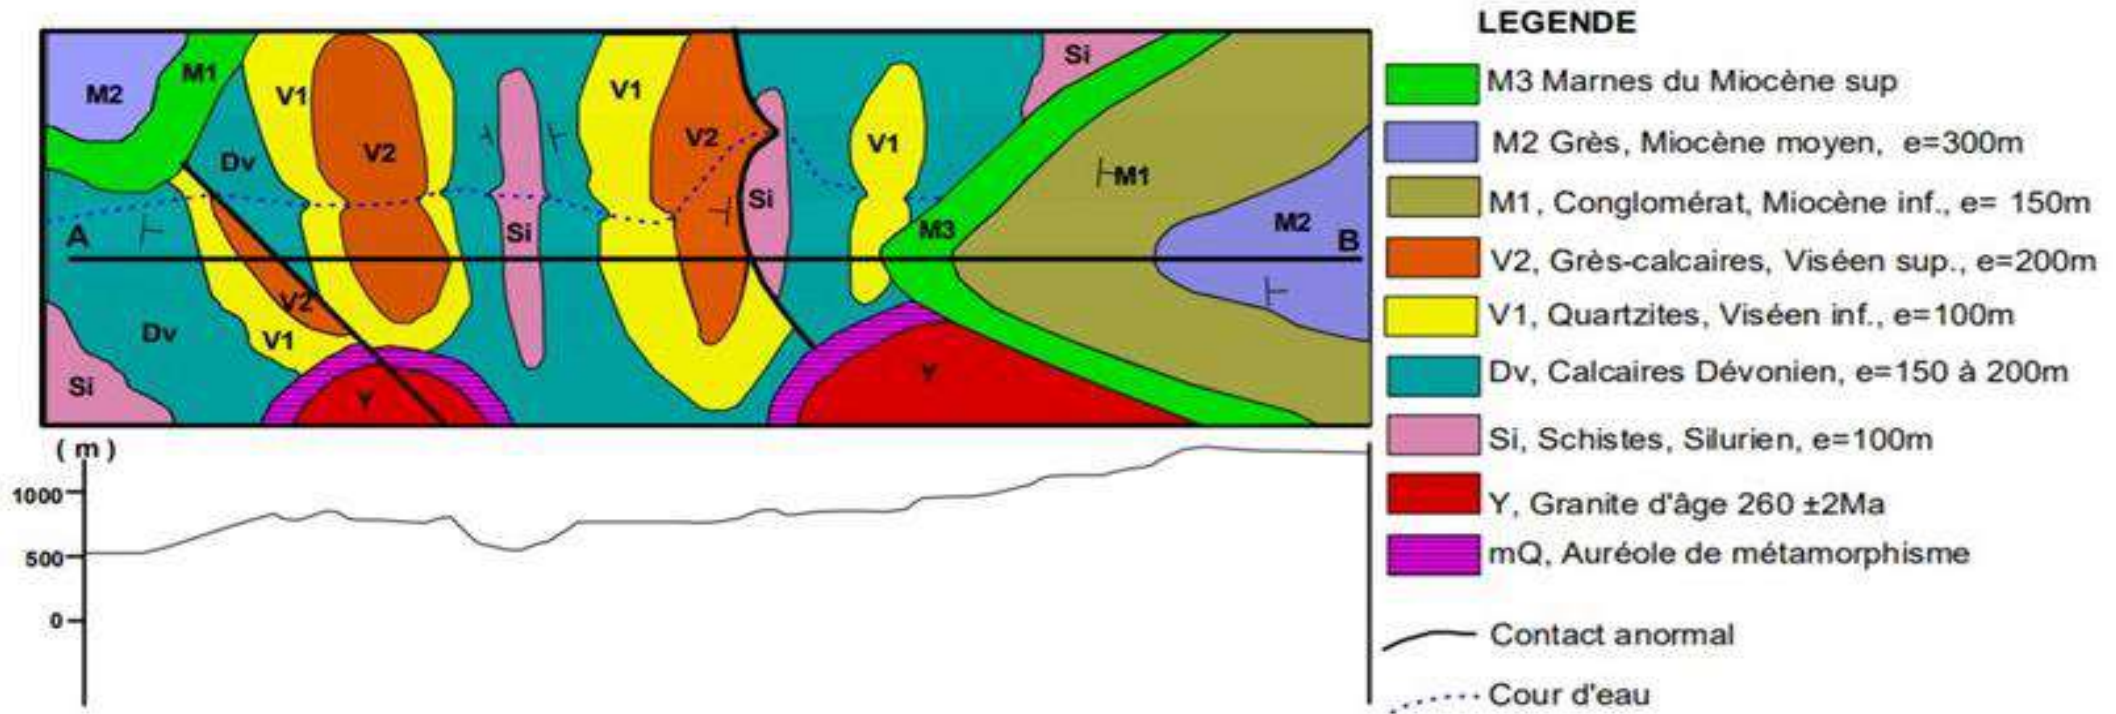 LEGENDE
M3 Marnes du Miocène sup
M2 Grès, Miocène moyen, e=300m
M1, Conglomérat, Miocène inf., e= 150m
V2, Grès-calcaires, Viséen sup., e=200m
V1, Quartzites, Viséen inf., e=100m
Dv, Calcaires Dévonien, e=150 à 200m
Si, Schistes, Silurien, e=100m
Y, Granite d'âge 260 ±2Ma
mQ, Auréole de métamorphisme
Contact anormal
Cour d'eau
M2
M1
V1
V2
Dv
V1
V2
V1
Si
Si
Si
M1
M2
M3
A
B
V2
Dv
V1
Si
Y
Y
( m )
1000
500
0